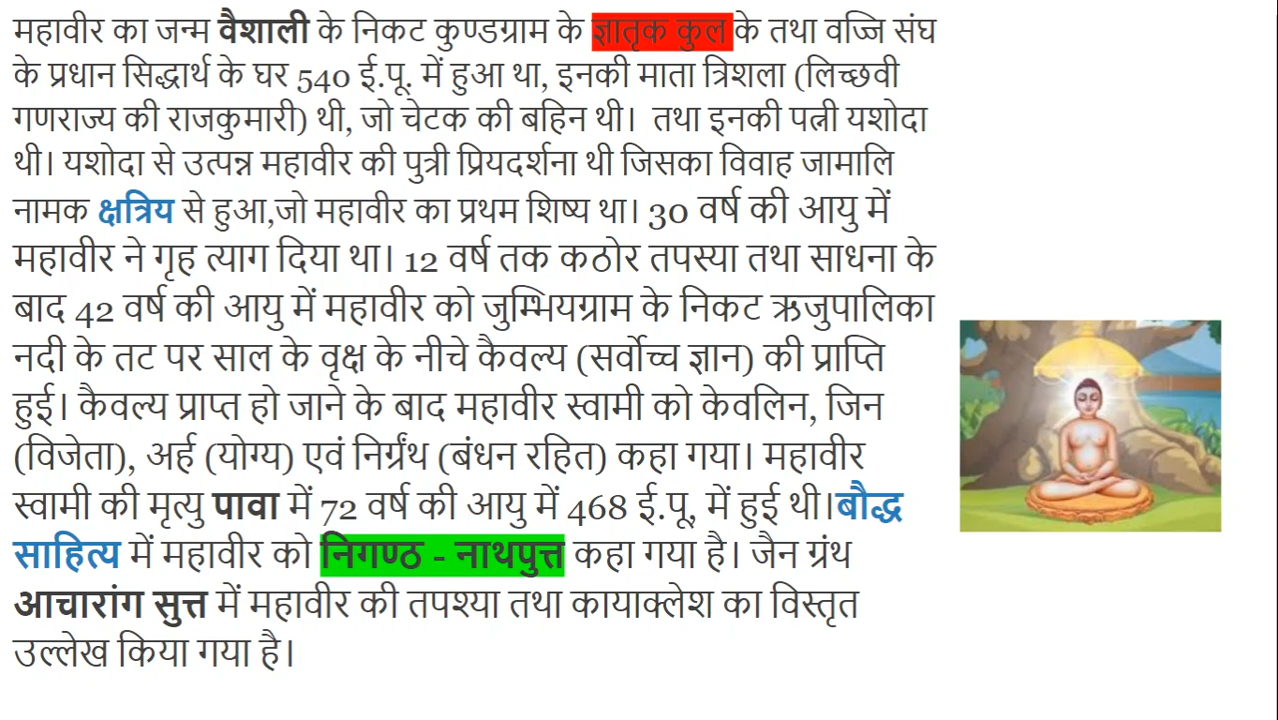 महावीर का जन्म वैशाली के निकट कुण्डग्राम के ज्ञातृक कुल के तथा वज्जि संघ
के प्रधान सिद्धार्थ के घर 540 ई.पू. में हुआ था, इनकी माता त्रिशला (लिच्छवी
गणराज्य की राजकुमारी) थी, जो चेटक की बहिन थी। तथा इनकी पत्नी यशोदा
थी। यशोदा से उत्पन्न महावीर की पुत्री प्रियदर्शना थी जिसका विवाह जामालि
नामक क्षत्रिय से हुआ,जो महावीर का प्रथम शिष्य था। 30 वर्ष की आयु में
महावीर ने गृह त्याग दिया था। 12 वर्ष तक कठोर तपस्या तथा साधना के
बाद 42 वर्ष की आयु में महावीर को जुम्भियग्राम के निकट ऋजुपालिका
नदी के तट पर साल के वृक्ष के नीचे कैवल्य (सर्वोच्च ज्ञान) की प्राप्ति
हुई। कैवल्य प्राप्त हो जाने के बाद महावीर स्वामी को केवलिन, जिन
(विजेता), अर्ह (योग्य) एवं निर्ग्रंथ (बंधन रहित) कहा गया। महावीर
स्वामी की मृत्यु पावा में 72 वर्ष की आयु में 468 ई.पू, में हुई थी।बौद्ध
साहित्य में महावीर को निगण्ठ - नाथपुत्त कहा गया है। जैन ग्रंथ
आचारांग सुत्त में महावीर की तपश्या तथा कायाक्लेश का विस्तृत
उल्लेख किया गया है।